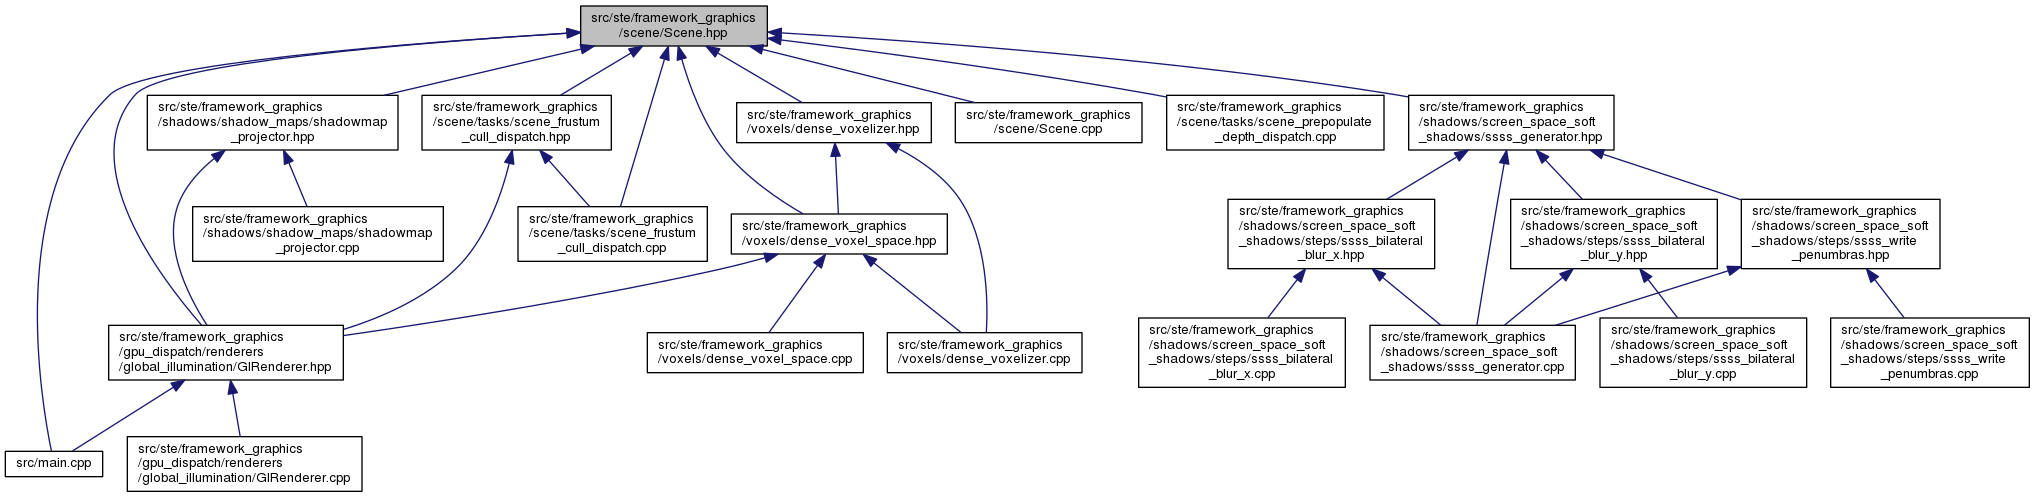 src/ste/framework_graphics
/scene/Scene.hpp
src/ste/framework_graphics
/shadows/shadow_maps/shadowmap
_projector.hpp
src/ste/framework_graphics
/scene/tasks/scene_frustum
_cull_dispatch.hpp
src/ste/framework_graphics
/voxels/dense_voxelizer.hpp
src/ste/framework_graphics
/scene/Scene.cpp
src/ste/framework_graphics
/scene/tasks/scene_prepopulate
_depth_dispatch.cpp
src/ste/framework_graphics
/shadows/screen_space_soft
_shadows/ssss_generator.hpp
src/ste/framework_graphics
/shadows/shadow_maps/shadowmap
_projector.cpp
src/ste/framework_graphics
/scene/tasks/scene_frustum
_cull_dispatch.cpp
src/ste/framework_graphics
/voxels/dense_voxel_space.hpp
src/ste/framework_graphics
/shadows/screen_space_soft
_shadows/steps/ssss_bilateral
_blur_x.hpp
src/ste/framework_graphics
/shadows/screen_space_soft
_shadows/steps/ssss_bilateral
_blur_y.hpp
src/ste/framework_graphics
/shadows/screen_space_soft
_shadows/steps/ssss_write
_penumbras.hpp
src/ste/framework_graphics
/gpu_dispatch/renderers
/global_illumination/GIRenderer.hpp
src/ste/framework_graphics
/voxels/dense_voxel_space.cpp
src/ste/framework_graphics
/voxels/dense_voxelizer.cpp
src/ste/framework_graphics
/shadows/screen_space_soft
_shadows/steps/ssss_bilateral
_blur_x.cpp
src/ste/framework_graphics
/shadows/screen_space_soft
_shadows/ssss_generator.cpp
src/ste/framework_graphics
/shadows/screen_space_soft
_shadows/steps/ssss_bilateral
_blur_y.cpp
src/ste/framework_graphics
/shadows/screen_space_soft
_shadows/steps/ssss_write
_penumbras.cpp
src/main.cpp
src/ste/framework_graphics
/gpu_dispatch/renderers
/global_illumination/GIRenderer.cpp